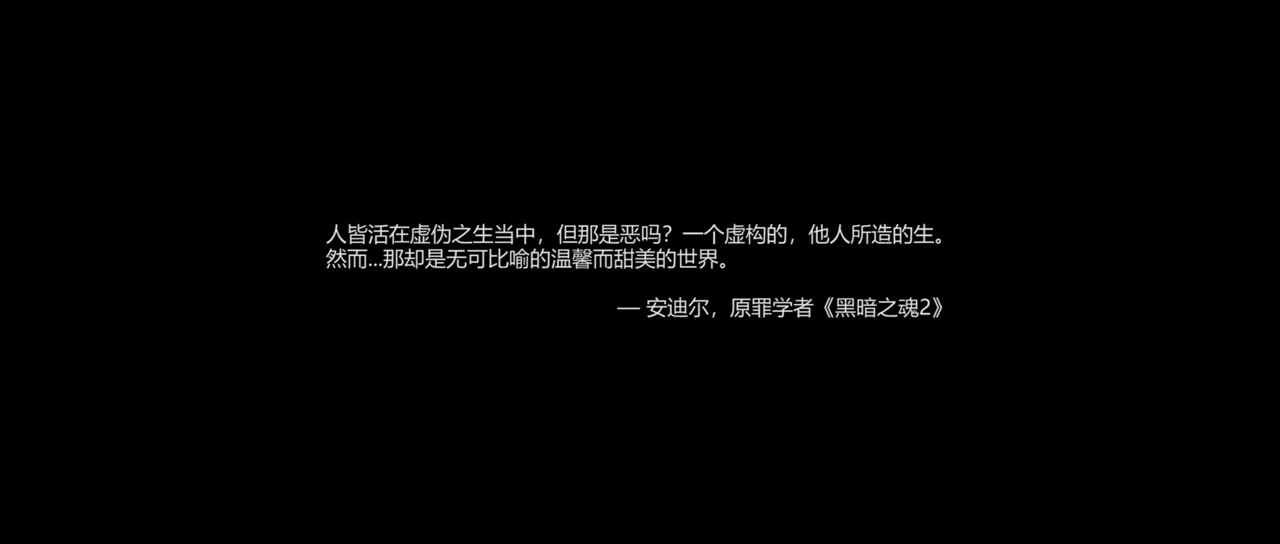 人皆活在虚伪之生当中，但那是恶吗？一个虚构的，他人所造的生。
然而...那却是无可比喻的温馨而甜美的世界。
— 安迪尔，原罪学者《黑暗之魂2》